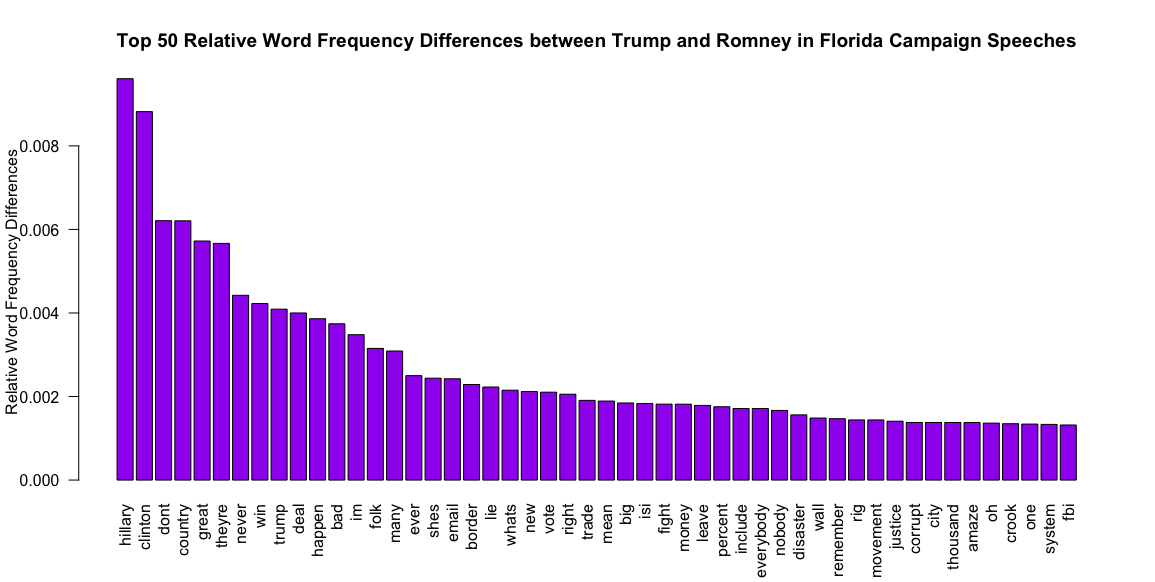 Top 50 Relative Word Frequency Differences between Trump and Romney in Florida Campaign Speeches
Relative Word Frequency Differences
0.008
0.006
0.004
0.002
0.000
hillary
clinton
dont
country
great
theyre
never
win
trump
deal
happen
bad
im
folk
many
ever
shes
email
border
lie
whats
new
vote
right
trade
mean
big
isi
fight
money
leave
percent
include
everybody
nobody
disaster
wall
remember
rig
movement
justice
corrupt
city
thousand
amaze
oh
crook
one
system
fbi